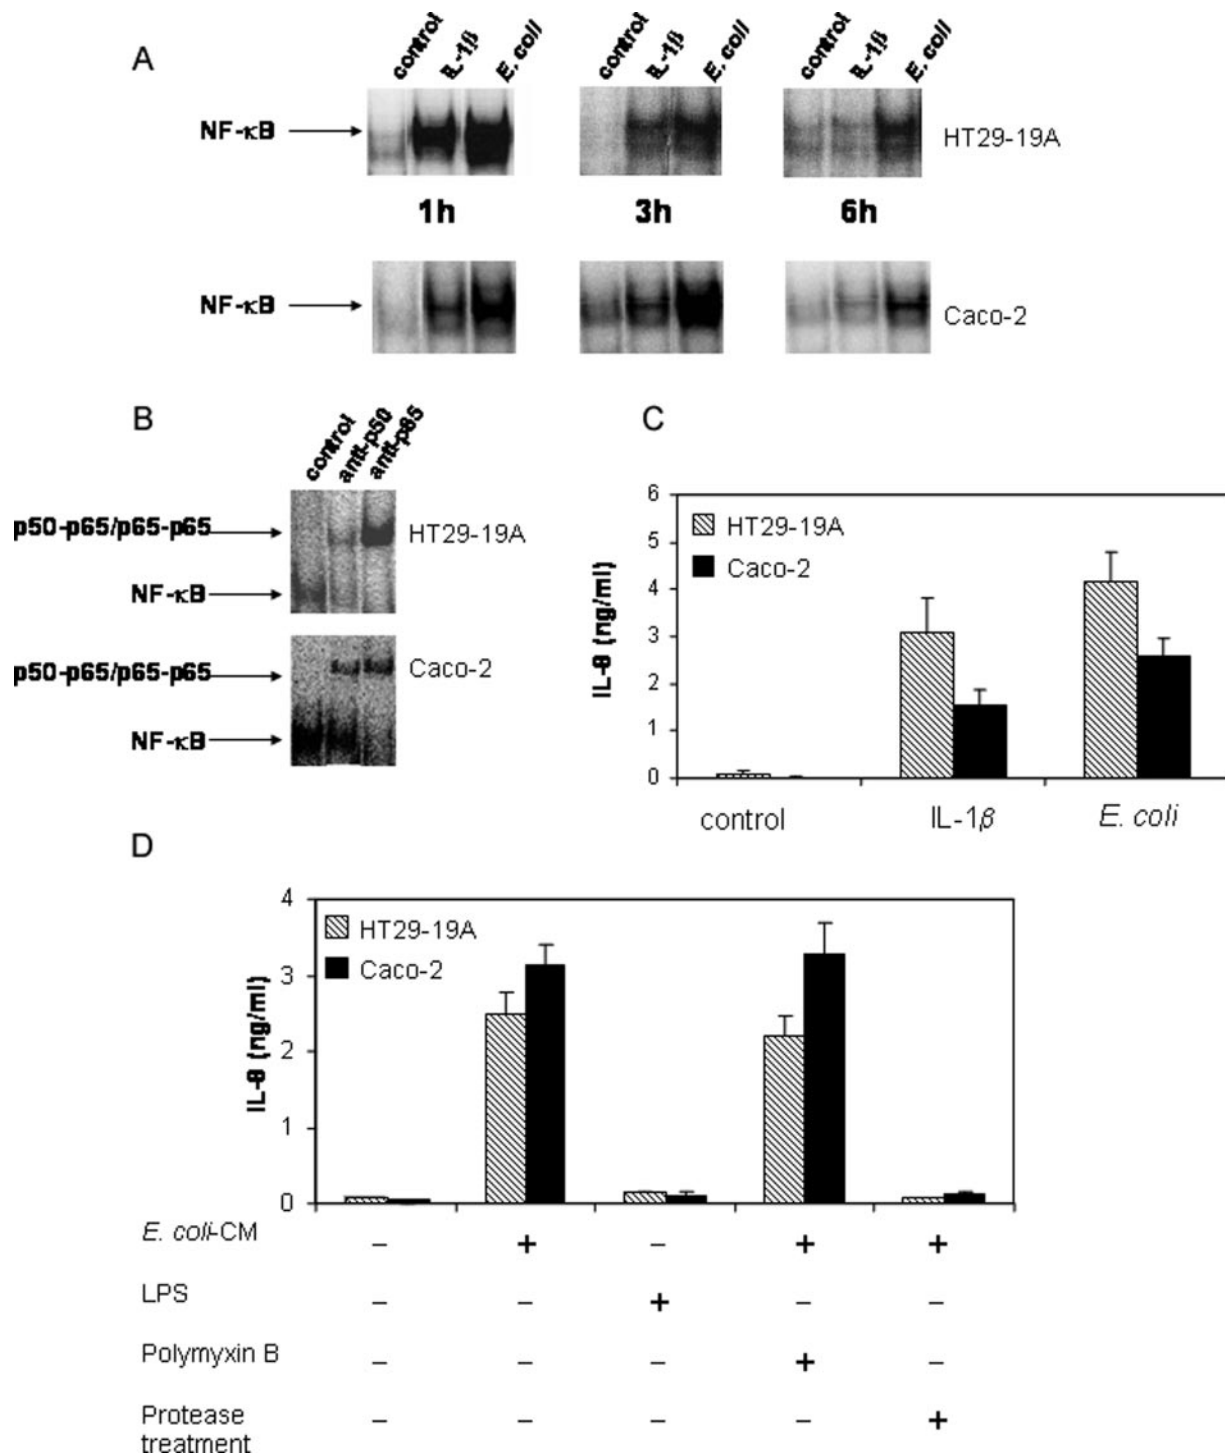 A
control IL-1β E. coli
control IL-1β E. coli
control IL-1β E. coli
NF-κB
HT29-19A
1h 3h 6h
NF-κB
Caco-2
B
control anti-p50 anti-p65
p50-p65/p65-p65
HT29-19A
NF-κB
p50-p65/p65-p65
Caco-2
NF-κB
C
IL-8 (ng/ml)
6
5
4
3
2
1
0
HT29-19A
Caco-2
control IL-1β E. coli
D
IL-8 (ng/ml)
4
3
2
1
0
HT29-19A
Caco-2
E. coli-CM – + – + +
LPS – – + – –
Polymyxin B – – – + –
Protease
treatment – – – – +